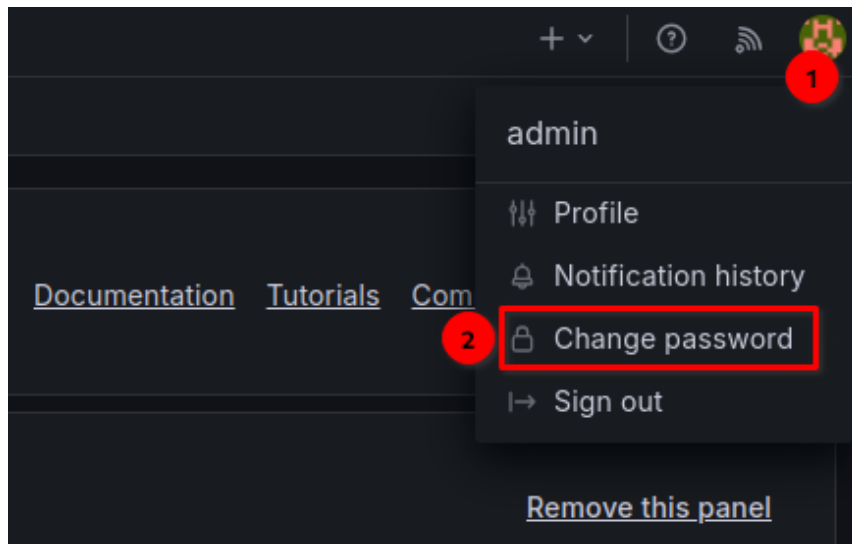 1
admin
Profile
Notification history
Documentation Tutorials Com
2 Change password
Sign out
Remove this panel